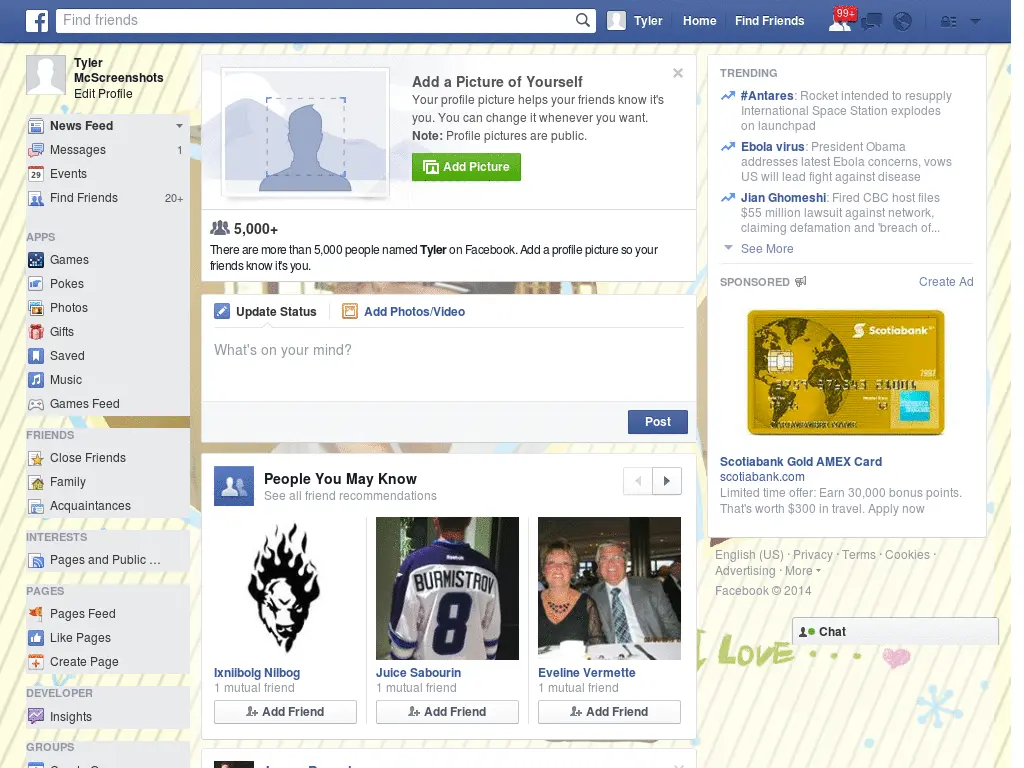 Find friends
Tyler
Home
Find Friends
99+
Tyler
McScreenshots
Edit Profile
News Feed
Messages 1
29 Events
Find Friends 20+
APPS
Games
Pokes
Photos
Gifts
Saved
Music
Games Feed
FRIENDS
Close Friends
Family
Acquaintances
INTERESTS
Pages and Public ...
PAGES
Pages Feed
Like Pages
Create Page
DEVELOPER
Insights
GROUPS
Add a Picture of Yourself
Your profile picture helps your friends know it's
you. You can change it whenever you want.
Note: Profile pictures are public.
Add Picture
5,000+
There are more than 5,000 people named Tyler on Facebook. Add a profile picture so your
friends know it's you.
Update Status
Add Photos/Video
What's on your mind?
Post
People You May Know
See all friend recommendations
REEBOK
BURMISTROV
8
Ixniibolg Nilbog
1 mutual friend
Add Friend
Juice Sabourin
1 mutual friend
Add Friend
Eveline Vermette
1 mutual friend
Add Friend
TRENDING
#Antares: Rocket intended to resupply
International Space Station explodes
on launchpad
Ebola virus: President Obama
addresses latest Ebola concerns, vows
US will lead fight against disease
Jian Ghomeshi: Fired CBC host files
$55 million lawsuit against network,
claiming defamation and 'breach of...
See More
SPONSORED
Create Ad
Scotiabank
Scotiabank Gold AMEX Card
scotiabank.com
Limited time offer: Earn 30,000 bonus points.
That's worth $300 in travel. Apply now
English (US) · Privacy · Terms · Cookies ·
Advertising · More
Facebook © 2014
Chat
I LOVE ...